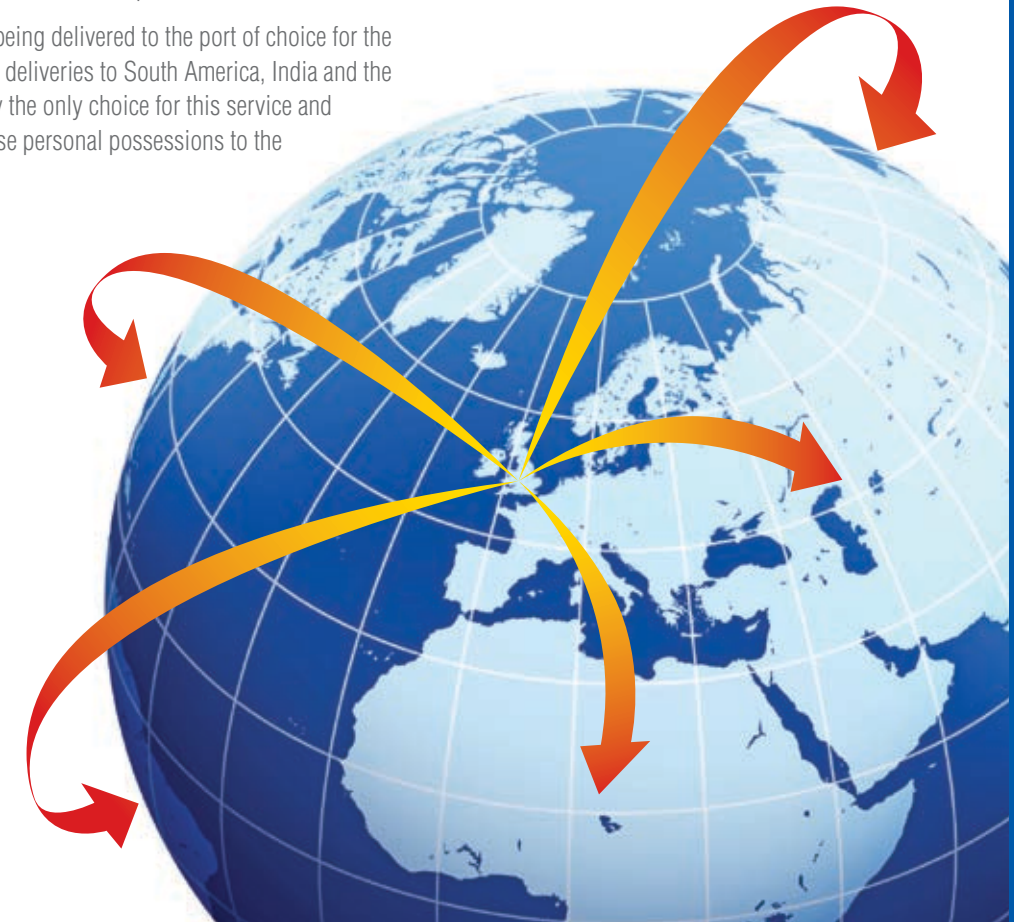 being delivered to the port of choice for the
deliveries to South America, India and the
the only choice for this service and
personal possessions to the